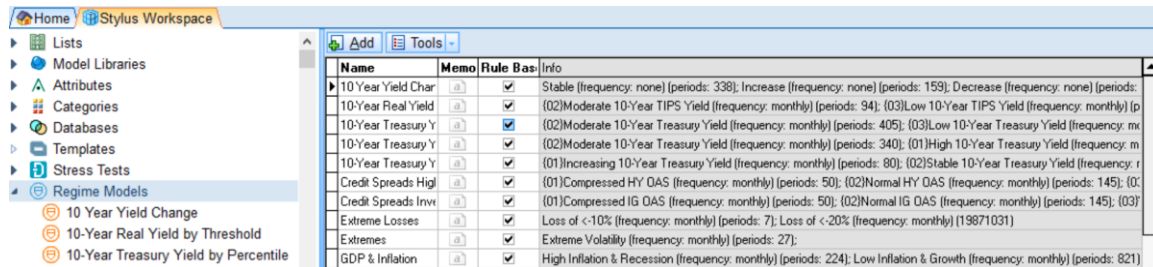 Home Stylus Workspace
Lists
Model Libraries
Attributes
Categories
Databases
Templates
Stress Tests
Regime Models
10 Year Yield Change
10-Year Real Yield by Threshold
10-Year Treasury Yield by Percentile
Add Tools
Name Memo Rule Bas Info
10 Year Yield Char Stable (frequency: none) (periods: 338); Increase (frequency: none) (periods: 159); Decrease (frequency: none) (periods:
10-Year Real Yield {02}Moderate 10-Year TIPS Yield (frequency: monthly) (periods: 94); {03}Low 10-Year TIPS Yield (frequency: monthly) (p
10-Year Treasury Y {02}Moderate 10-Year Treasury Yield (frequency: monthly) (periods: 405); {03}Low 10-Year Treasury Yield (frequency: mo
10-Year Treasury Y {02}Moderate 10-Year Treasury Yield (frequency: monthly) (periods: 340); {01}High 10-Year Treasury Yield (frequency: m
10-Year Treasury Y {01}Increasing 10-Year Treasury Yield (frequency: monthly) (periods: 80); {02}Stable 10-Year Treasury Yield (frequency: r
Credit Spreads Higl {01}Compressed HY OAS (frequency: monthly) (periods: 50); {02}Normal HY OAS (frequency: monthly) (periods: 145); {0
Credit Spreads Inve {01}Compressed IG OAS (frequency: monthly) (periods: 50); {02}Normal IG OAS (frequency: monthly) (periods: 145); {03}
Extreme Losses Loss of <-10% (frequency: monthly) (periods: 7); Loss of <-20% (frequency: monthly) (19871031)
Extremes Extreme Volatility (frequency: monthly) (periods: 27);
GDP & Inflation High Inflation & Recession (frequency: monthly) (periods: 224); Low Inflation & Growth (frequency: monthly) (periods: 821)